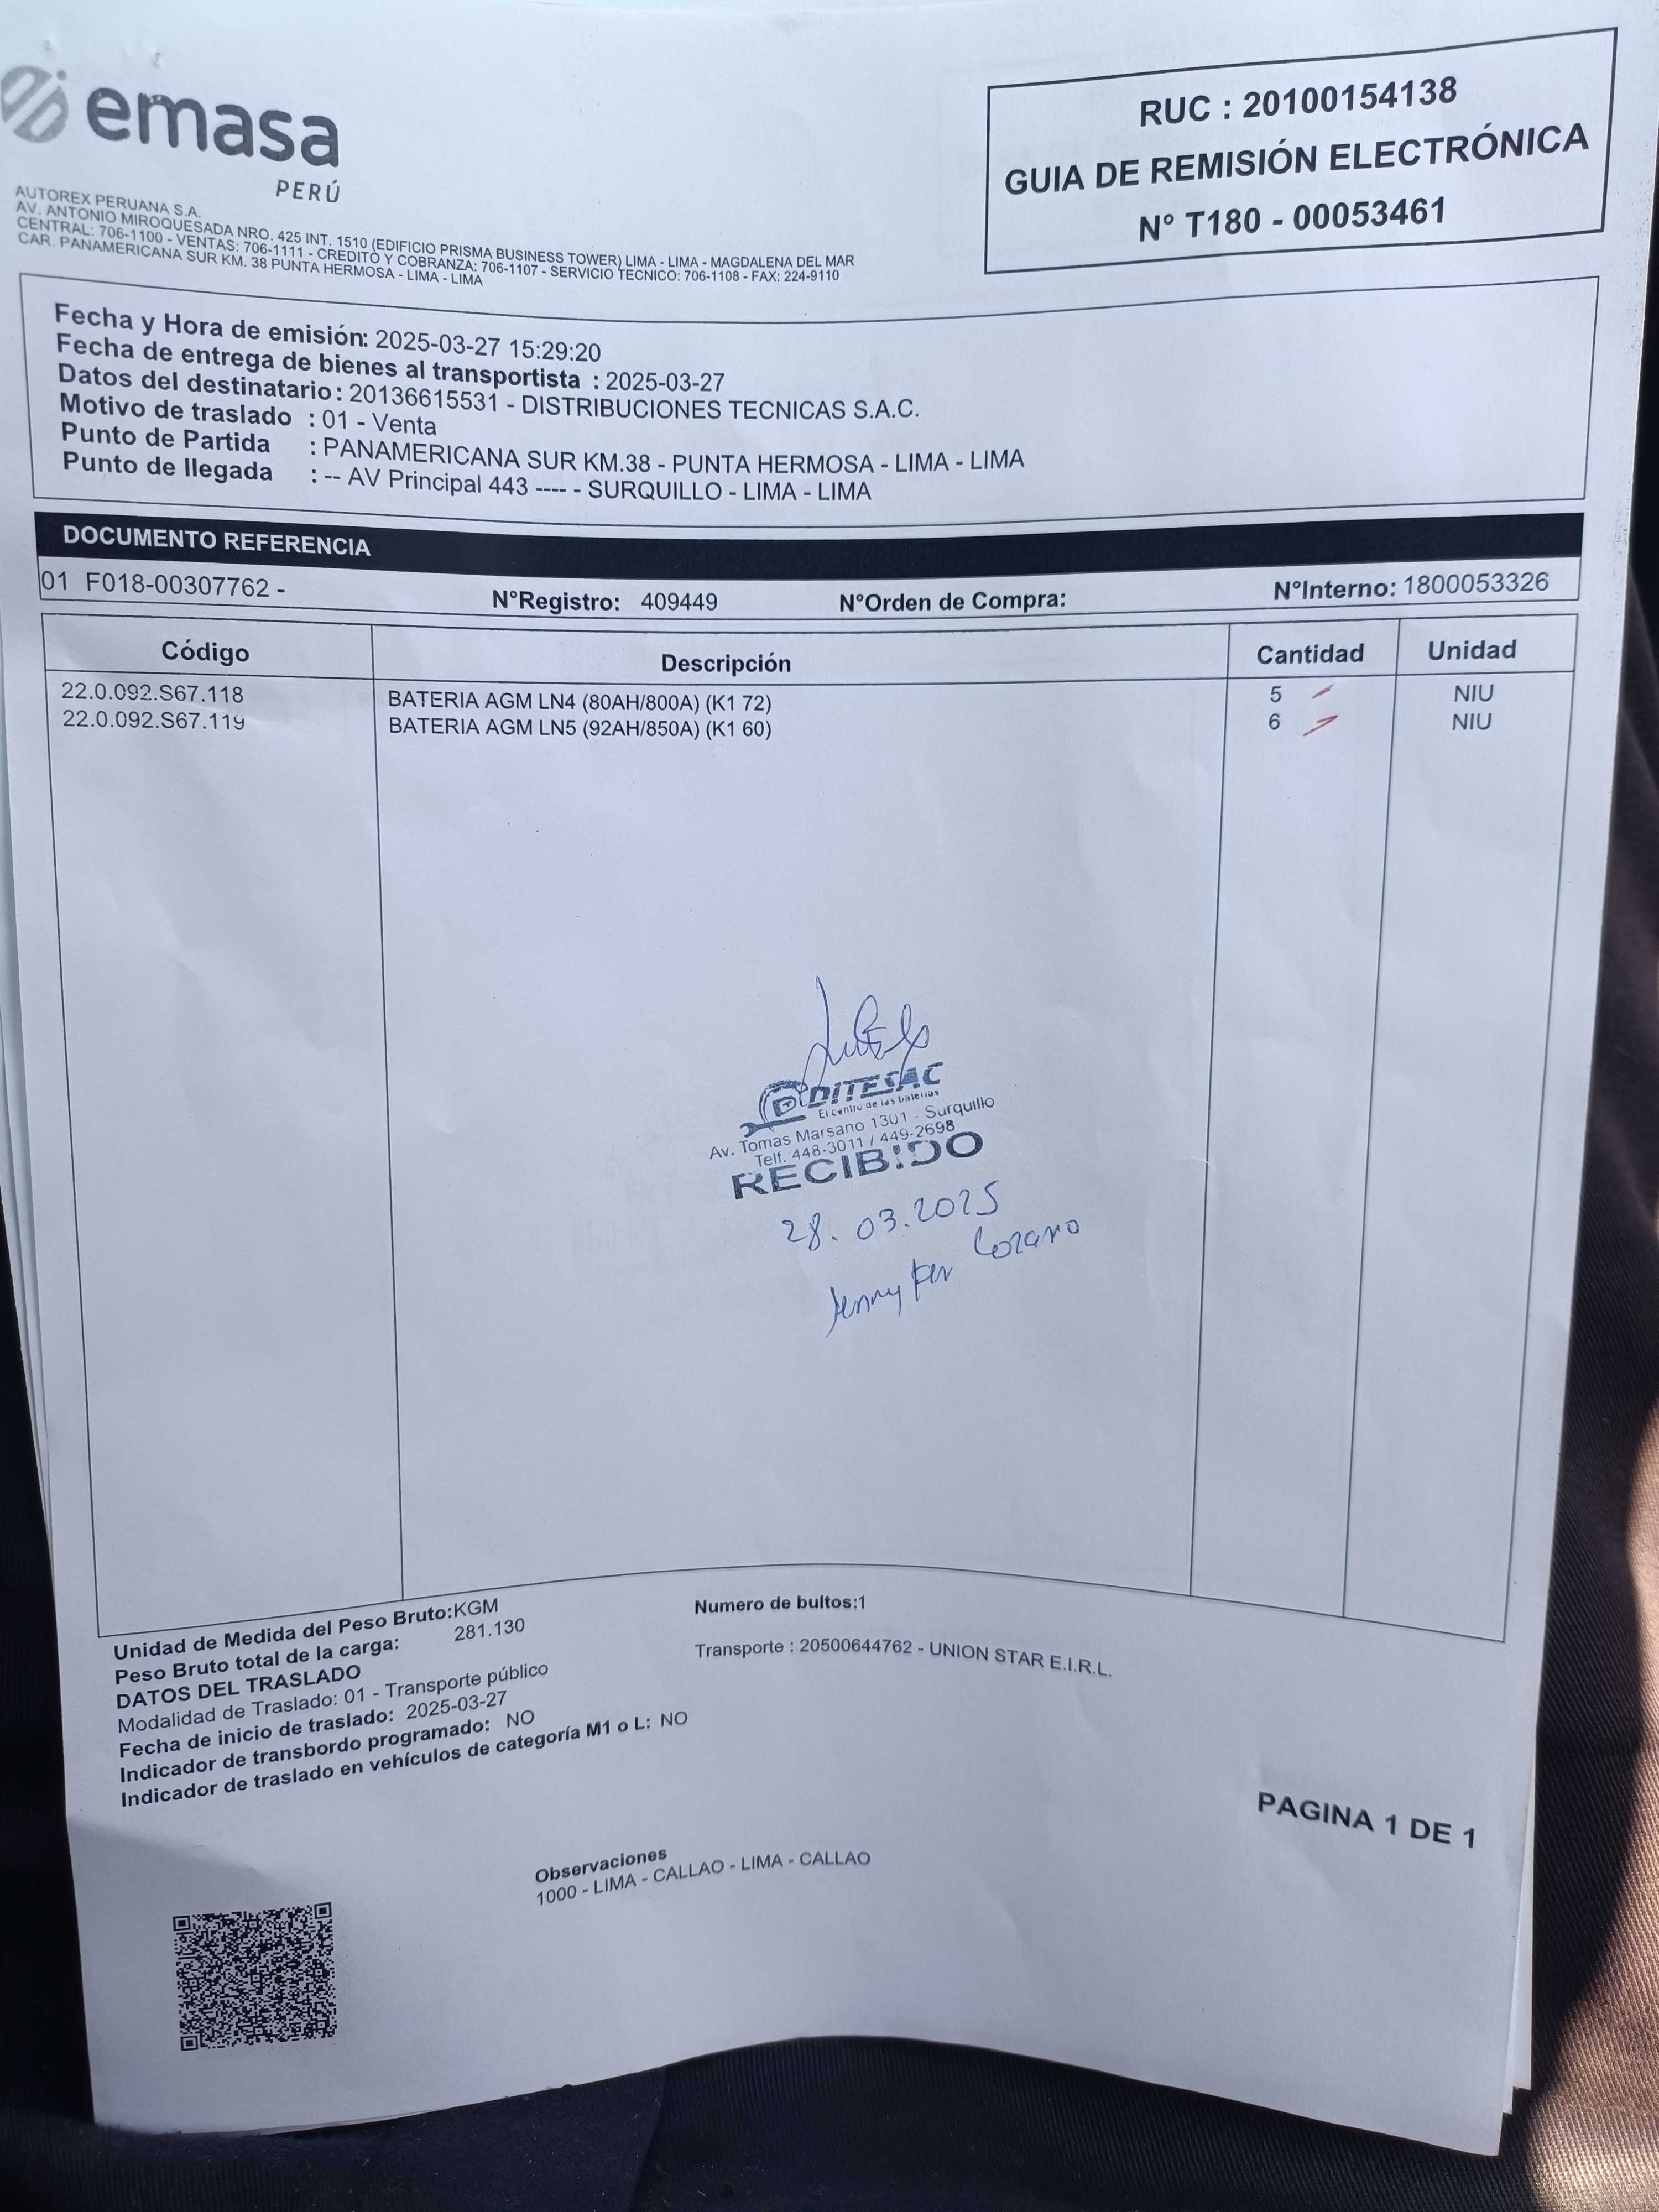 emasa
PERÚ
AUTOREX PERUANA S.A.
AV. ANTONIO MIROQUESADA NRO. 425 INT. 1510 (EDIFICIO PRISMA BUSINESS TOWER) LIMA - LIMA - MAGDALENA DEL MAR
CENTRAL: 706-1100 - VENTAS: 706-1111 - CREDITO Y COBRANZA: 706-1107 - SERVICIO TECNICO: 706-1108 - FAX: 224-9110
CAR. PANAMERICANA SUR KM. 38 PUNTA HERMOSA - LIMA - LIMA
RUC : 20100154138
GUIA DE REMISIÓN ELECTRÓNICA
N° T180 - 00053461
Fecha y Hora de emisión: 2025-03-27 15:29:20
Fecha de entrega de bienes al transportista : 2025-03-27
Datos del destinatario : 20136615531 - DISTRIBUCIONES TECNICAS S.A.C.
Motivo de traslado : 01 - Venta
Punto de Partida : PANAMERICANA SUR KM.38 - PUNTA HERMOSA - LIMA - LIMA
Punto de llegada : -- AV Principal 443 ---- - SURQUILLO - LIMA - LIMA
DOCUMENTO REFERENCIA
01 F018-00307762 - N°Registro: 409449 N°Orden de Compra: N°Interno: 1800053326
Código Descripción Cantidad Unidad
22.0.092.S67.118 BATERIA AGM LN4 (80AH/800A) (K1 72) 5 NIU
22.0.092.S67.119 BATERIA AGM LN5 (92AH/850A) (K1 60) 6 NIU
DITESAC
El centro de las baterias
Av. Tomas Marsano 1301 - Surquillo
Telf. 448-3011 / 449-2698
RECIBIDO
28.03.2025
Jennyfer Lozano
Unidad de Medida del Peso Bruto:KGM Numero de bultos:1
Peso Bruto total de la carga: 281.130
DATOS DEL TRASLADO Transporte : 20500644762 - UNION STAR E.I.R.L.
Modalidad de Traslado: 01 - Transporte público
Fecha de inicio de traslado: 2025-03-27
Indicador de transbordo programado: NO
Indicador de traslado en vehículos de categoría M1 o L: NO
PAGINA 1 DE 1
Observaciones
1000 - LIMA - CALLAO - LIMA - CALLAO